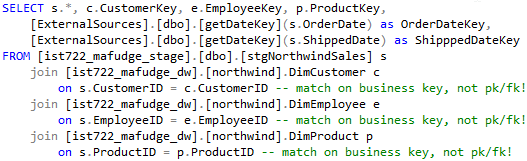 SELECT s.*, c.CustomerKey, e.EmployeeKey, p.ProductKey,
[ExternalSources].[dbo].[getDateKey](s.OrderDate) as OrderDateKey,
[ExternalSources].[dbo].[getDateKey](s.ShippedDate) as ShipppedDateKey
FROM [ist722_mafudge_stage].[dbo].[stgNorthwindSales] s
join [ist722_mafudge_dw].[northwind].DimCustomer c
on s.CustomerID = c.CustomerID -- match on business key, not pk/fk!
join [ist722_mafudge_dw].[northwind].DimEmployee e
on s.EmployeeID = e.EmployeeID -- match on business key, not pk/fk!
join [ist722_mafudge_dw].[northwind].DimProduct p
on s.ProductID = p.ProductID -- match on business key, not pk/fk!